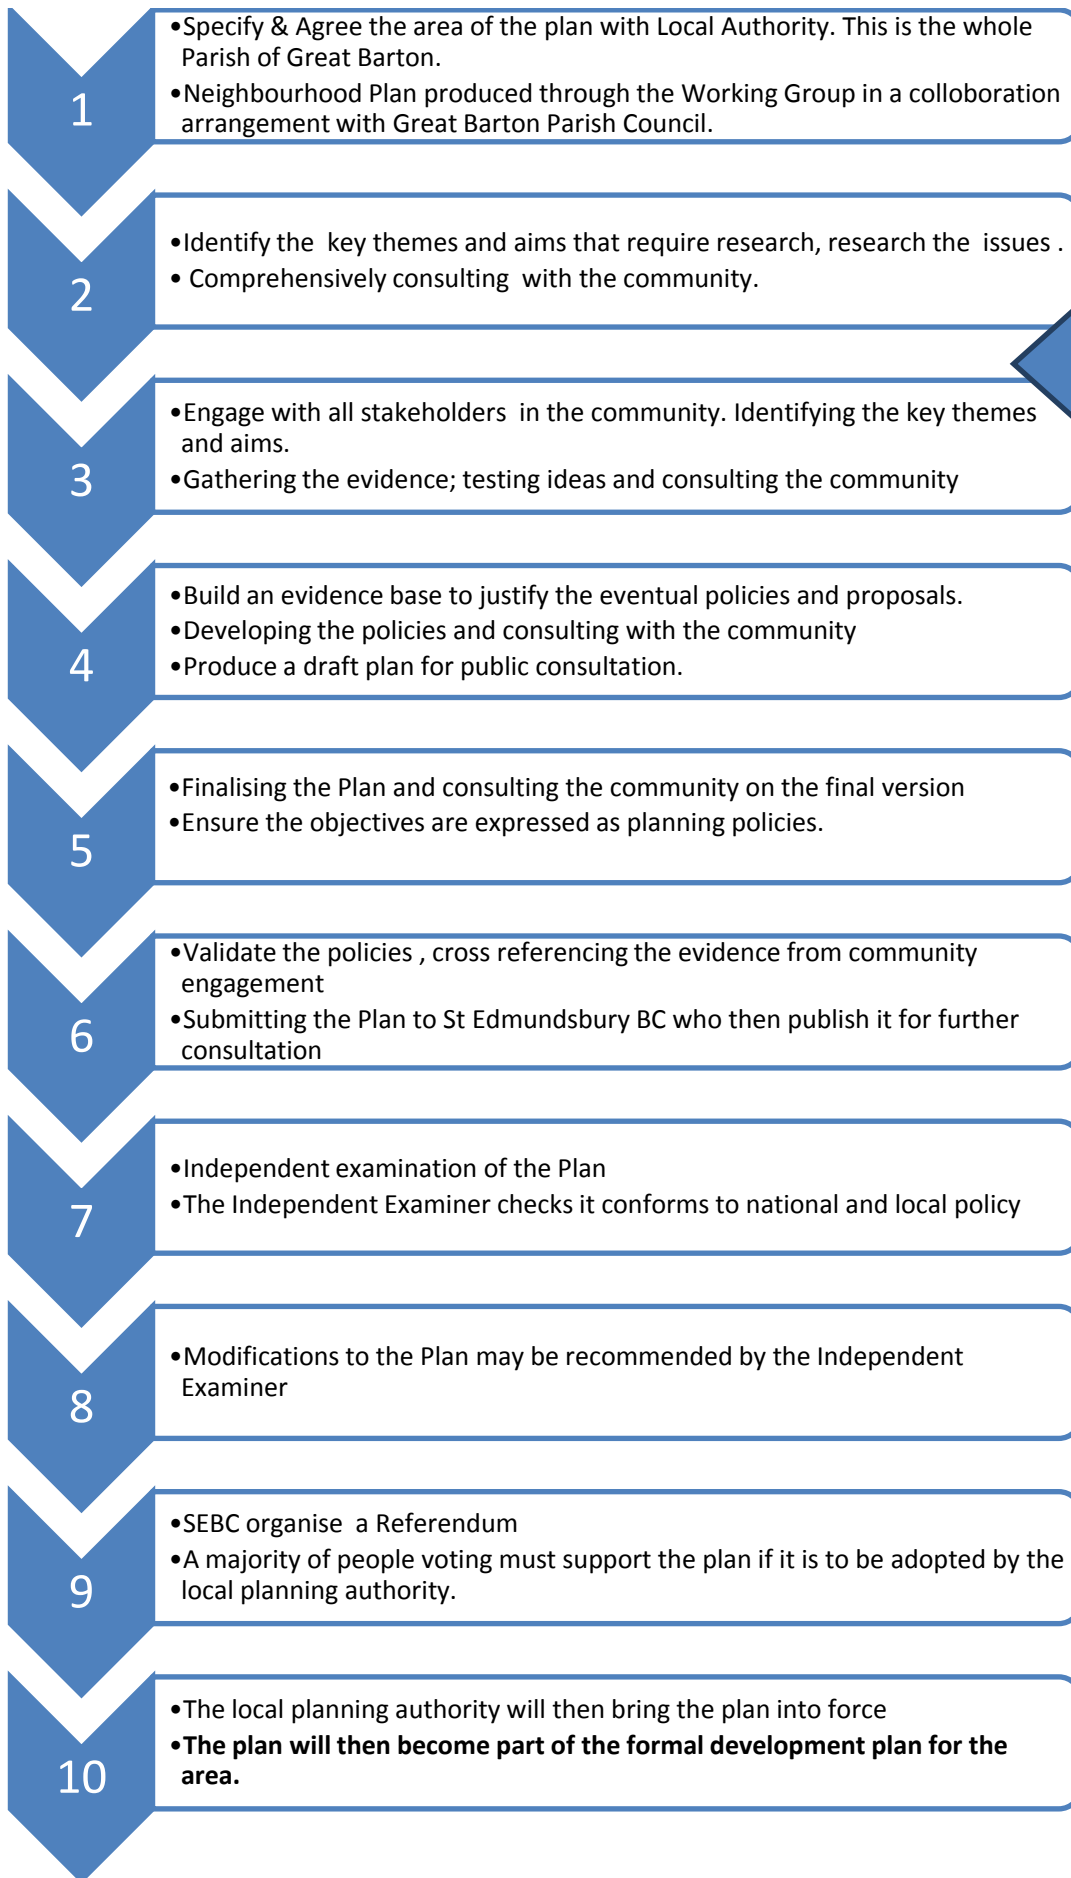 1
•Specify & Agree the area of the plan with Local Authority. This is the whole
Parish of Great Barton.
•Neighbourhood Plan produced through the Working Group in a colloboration
arrangement with Great Barton Parish Council.
2
•Identify the key themes and aims that require research, research the issues .
• Comprehensively consulting with the community.
3
•Engage with all stakeholders in the community. Identifying the key themes
and aims.
•Gathering the evidence; testing ideas and consulting the community
4
•Build an evidence base to justify the eventual policies and proposals.
•Developing the policies and consulting with the community
•Produce a draft plan for public consultation.
5
•Finalising the Plan and consulting the community on the final version
•Ensure the objectives are expressed as planning policies.
6
•Validate the policies , cross referencing the evidence from community
engagement
•Submitting the Plan to St Edmundsbury BC who then publish it for further
consultation
7
•Independent examination of the Plan
•The Independent Examiner checks it conforms to national and local policy
8
•Modifications to the Plan may be recommended by the Independent
Examiner
9
•SEBC organise a Referendum
•A majority of people voting must support the plan if it is to be adopted by the
local planning authority.
10
•The local planning authority will then bring the plan into force
•The plan will then become part of the formal development plan for the
area.